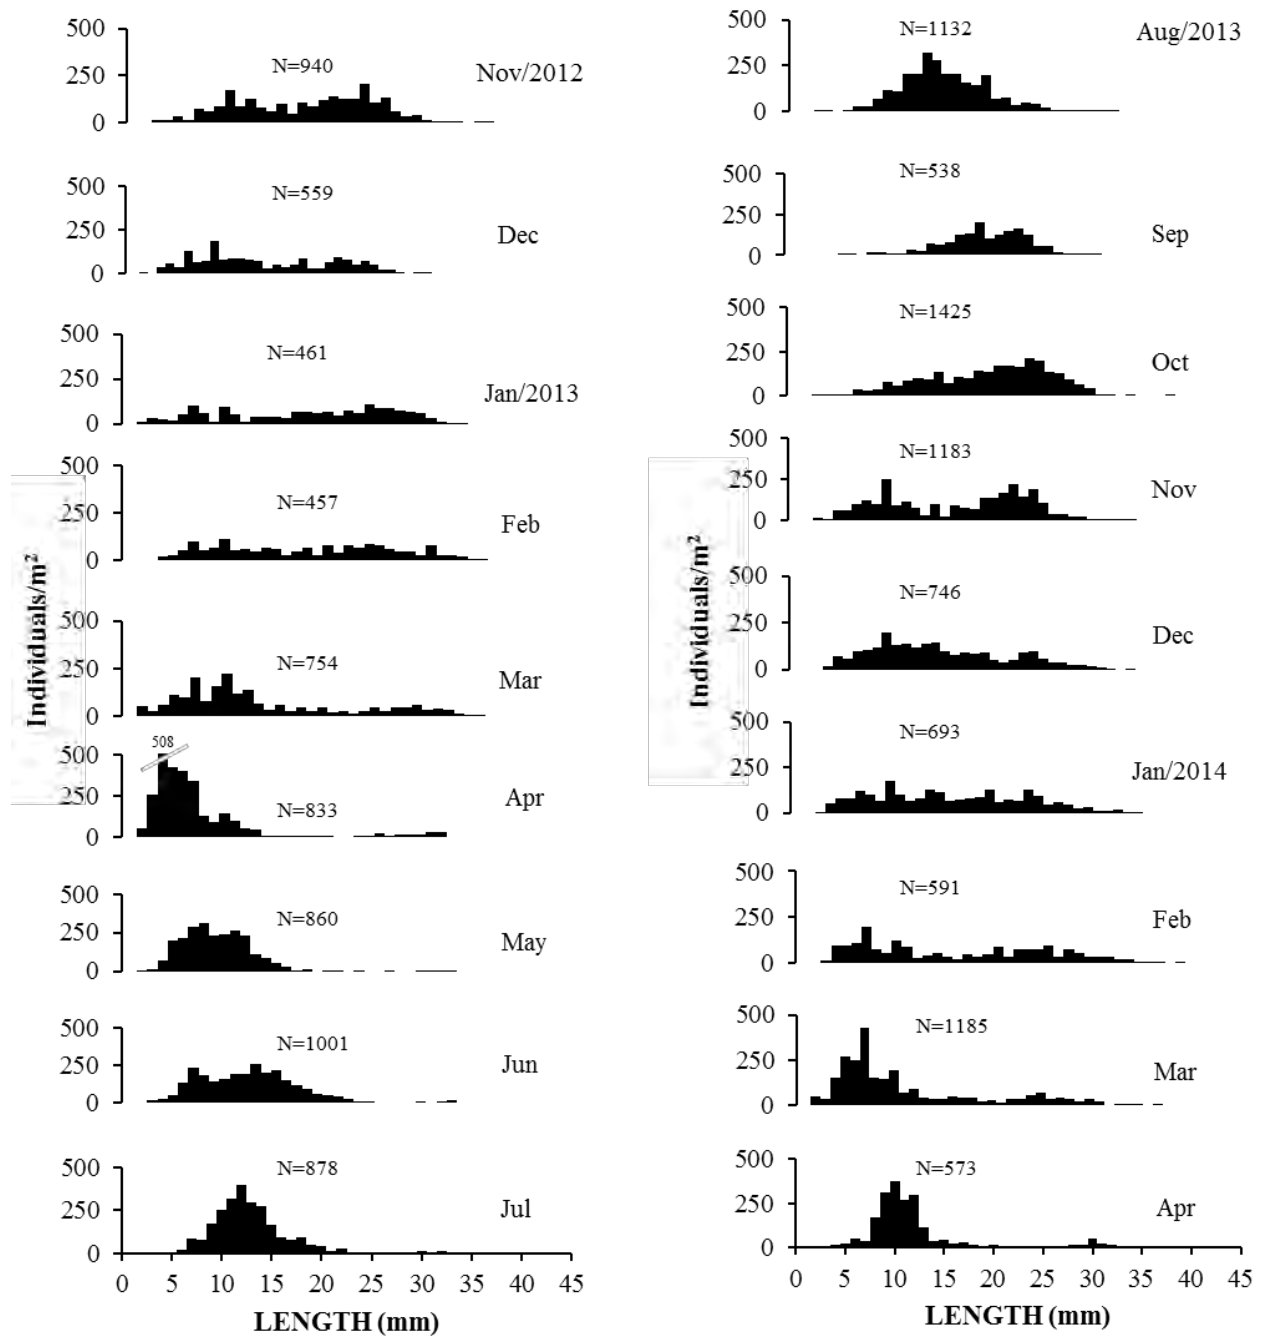 500
250
0
N=940
Nov/2012
500
250
0
N=559
Dec
500
250
0
N=461
Jan/2013
500
250
0
N=457
Feb
500
250
0
N=754
Mar
508
500
250
0
N=833
Apr
500
250
0
N=860
May
500
250
0
N=1001
Jun
500
250
0
N=878
Jul
0 5 10 15 20 25 30 35 40 45
LENGTH (mm)
Individuals/m²
500
250
0
N=1132
Aug/2013
500
250
0
N=538
Sep
500
250
0
N=1425
Oct
500
250
0
N=1183
Nov
500
250
0
N=746
Dec
500
250
0
N=693
Jan/2014
500
250
0
N=591
Feb
500
250
0
N=1185
Mar
500
250
0
N=573
Apr
0 5 10 15 20 25 30 35 40 45
LENGTH (mm)
Individuals/m²